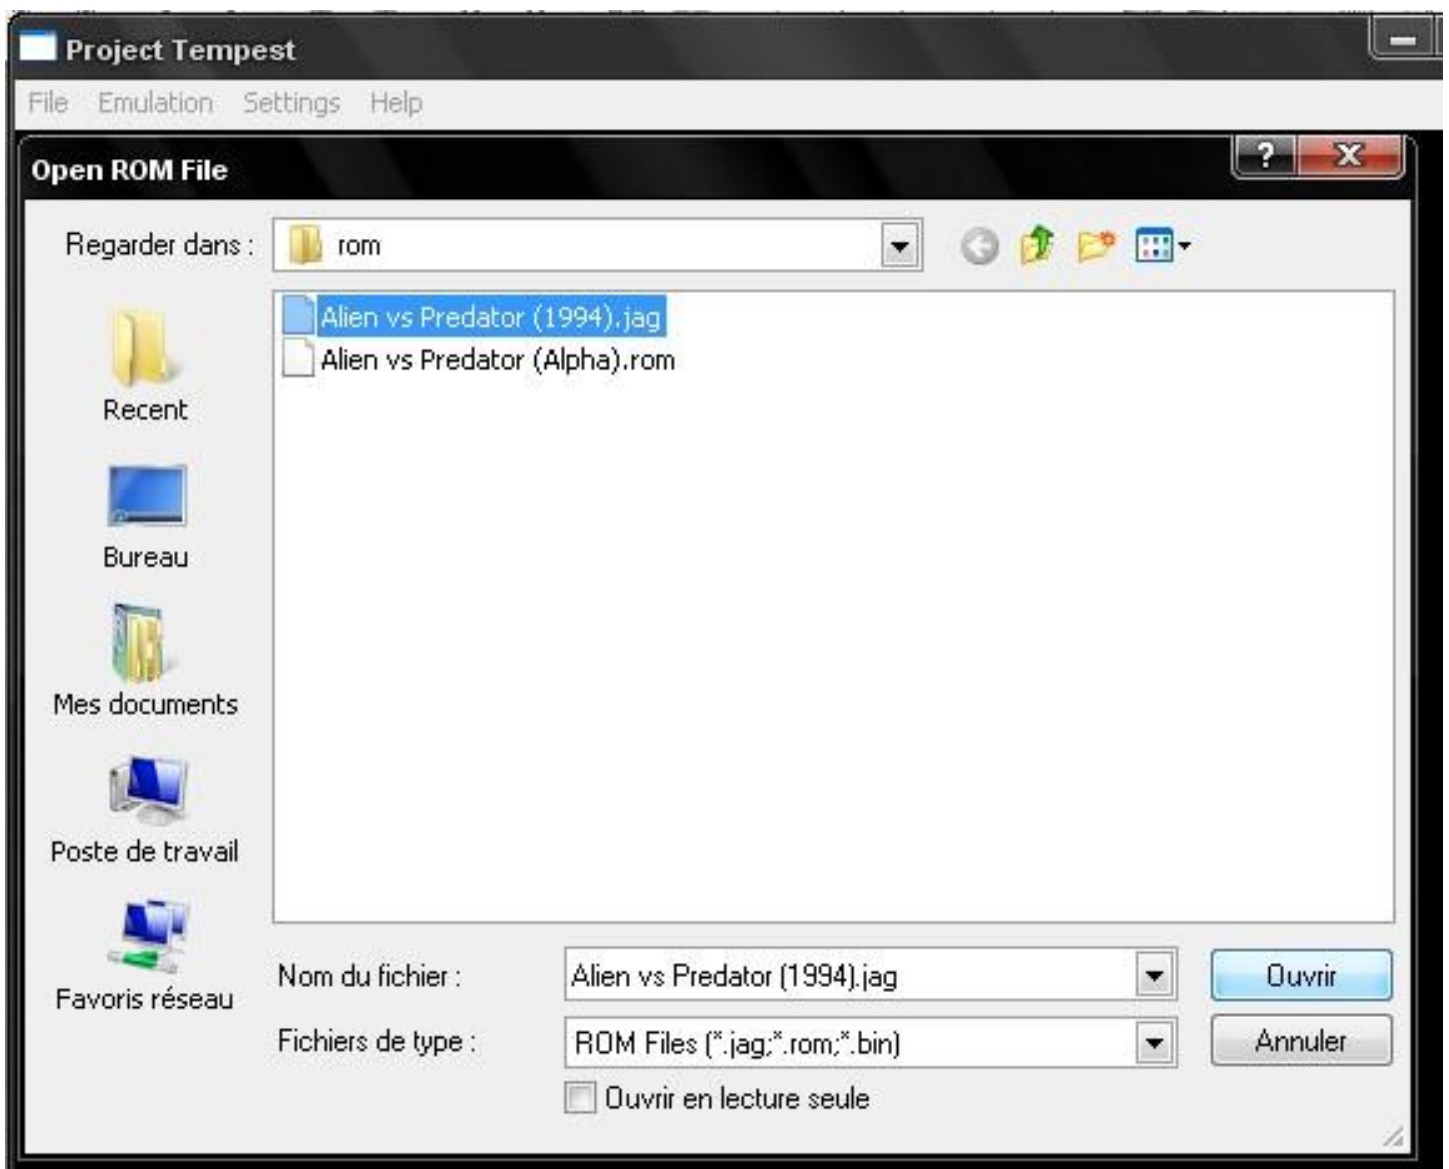 Project Tempest
File Emulation Settings Help
Open ROM File
?
X
Regarder dans : rom
Alien vs Predator (1994).jag
Alien vs Predator (Alpha).rom
Recent
Bureau
Mes documents
Poste de travail
Favoris réseau
Nom du fichier : Alien vs Predator (1994).jag Ouvrir
Fichiers de type : ROM Files (*.jag;*.rom;*.bin) Annuler
Ouvrir en lecture seule